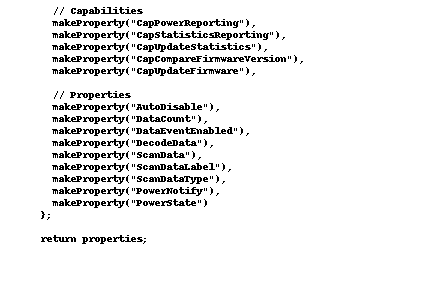 // Capabilities
makeProperty("CapPowerReporting"),
makeProperty("CapStatisticsReporting"),
makeProperty("CapUpdateStatistics"),
makeProperty("CapCompareFirmwareVersion"),
makeProperty("CapUpdateFirmware"),

// Properties
makeProperty("AutoDisable"),
makeProperty("DataCount"),
makeProperty("DataEventEnabled"),
makeProperty("DecodeData"),
makeProperty("ScanData"),
makeProperty("ScanDataLabel"),
makeProperty("ScanDataType"),
makeProperty("PowerNotify"),
makeProperty("PowerState")
};

return properties;